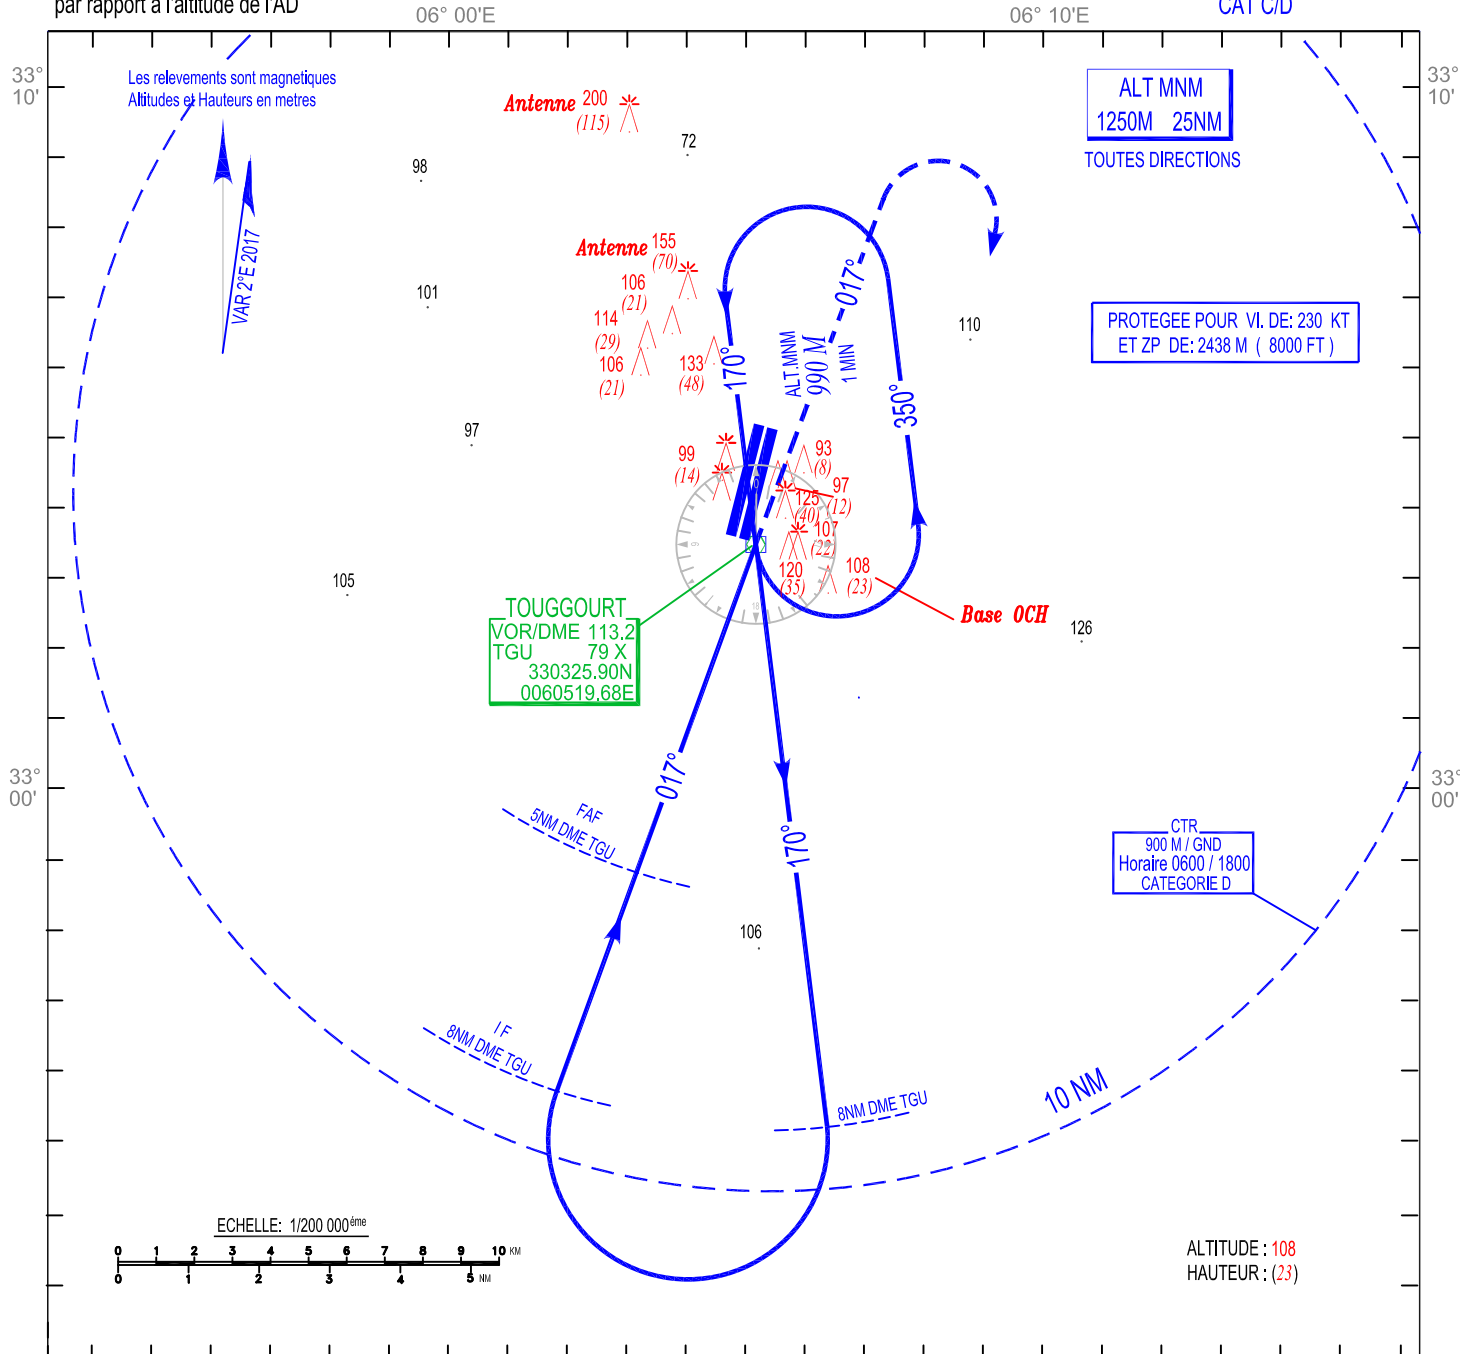 par rapport à l'altitude de l'AD
06° 00'E
06° 10'E
CAT C/D
33°
10'
33°
10'
Les relevements sont magnetiques
Altitudes et Hauteurs en metres
VAR 2°E 2017
ALT MNM
1250M 25NM
TOUTES DIRECTIONS
Antenne 200
(115)
72
98
Antenne 155
(70)
106
(21)
101
114
(29)
106
(21)
133
(48)
170°
ALT.MNM
990 M
1 MIN
017°
350°
110
PROTEGEE POUR VI. DE: 230 KT
ET ZP DE: 2438 M ( 8000 FT )
97
99
(14)
93
(8)
97
(12)
125
(40)
107
(22)
120
(35)
108
(23)
Base OCH
105
126
TOUGGOURT
VOR/DME 113.2
TGU 79 X
330325.90N
0060519.68E
33°
00'
33°
00'
017°
170°
FAF
5NM DME TGU
CTR
900 M / GND
Horaire 0600 / 1800
CATEGORIE D
106
I F
8NM DME TGU
8NM DME TGU
10 NM
ECHELLE: 1/200 000éme
0 1 2 3 4 5 6 7 8 9 10 KM
0 1 2 3 4 5 NM
ALTITUDE : 108
HAUTEUR : (23)